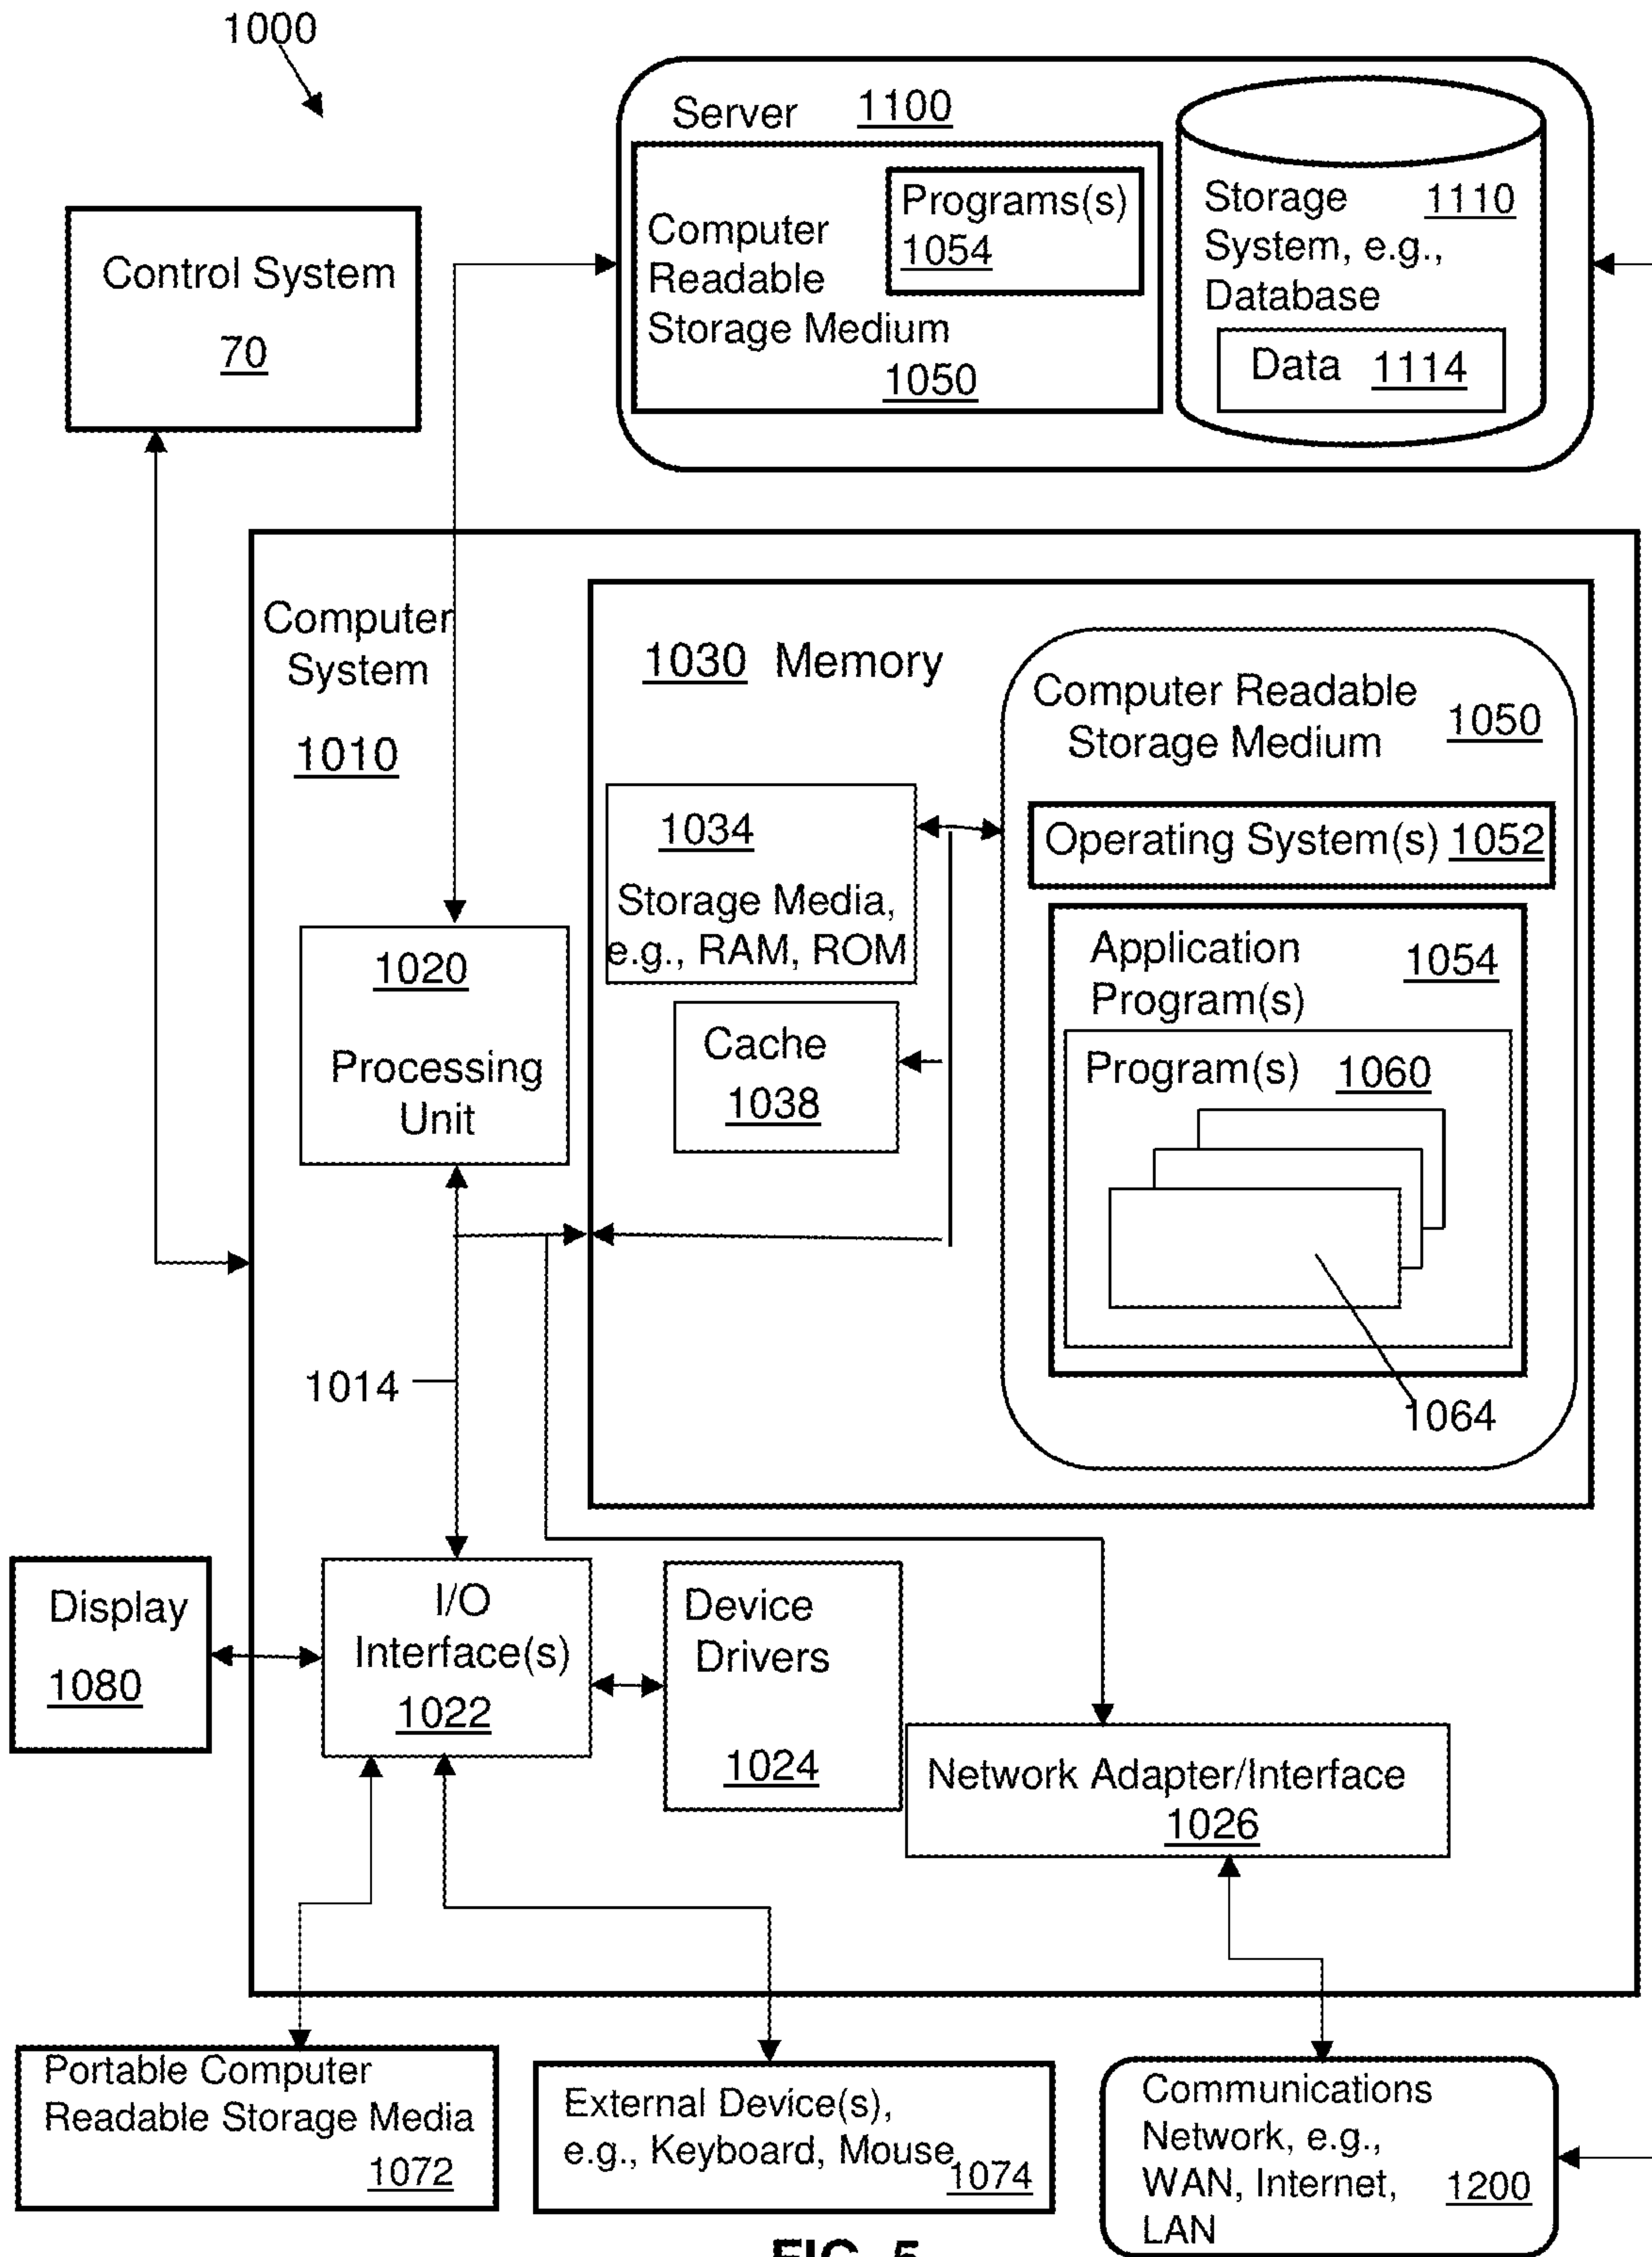 1000
Server 1100
Programs(s)
1054
Computer
Readable
Storage Medium
1050
Storage 1110
System, e.g.,
Database
Data 1114
Control System
70
Computer
System
1010
1030 Memory
Computer Readable
Storage Medium 1050
1034
Storage Media,
e.g., RAM, ROM
Operating System(s) 1052
Application
Program(s) 1054
1020
Processing
Unit
Cache
1038
Program(s) 1060
1064
1014
Display
1080
I/O
Interface(s)
1022
Device
Drivers
1024
Network Adapter/Interface
1026
Portable Computer
Readable Storage Media
1072
External Device(s),
e.g., Keyboard, Mouse
1074
Communications
Network, e.g.,
WAN, Internet, 1200
LAN
FIG. 5